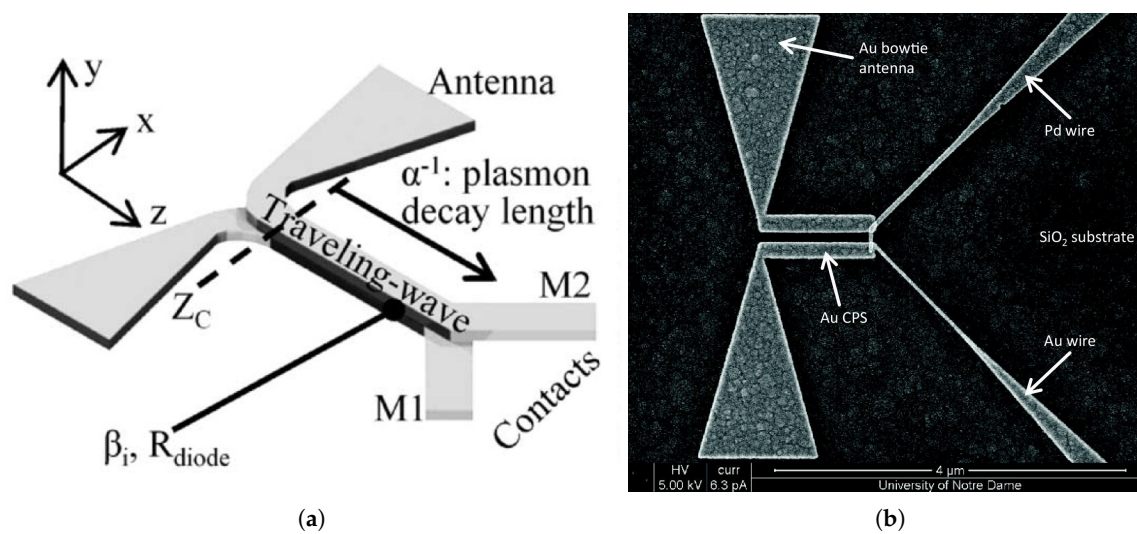 y
x
z
Antenna
α⁻¹: plasmon
decay length
Traveling-wave
Z_C
M2
M1
Contacts
β_i, R_diode
(a)
Au bowtie
antenna
Pd wire
SiO₂ substrate
Au CPS
Au wire
HV curr
5.00 kV 6.3 pA
4 µm
University of Notre Dame
(b)